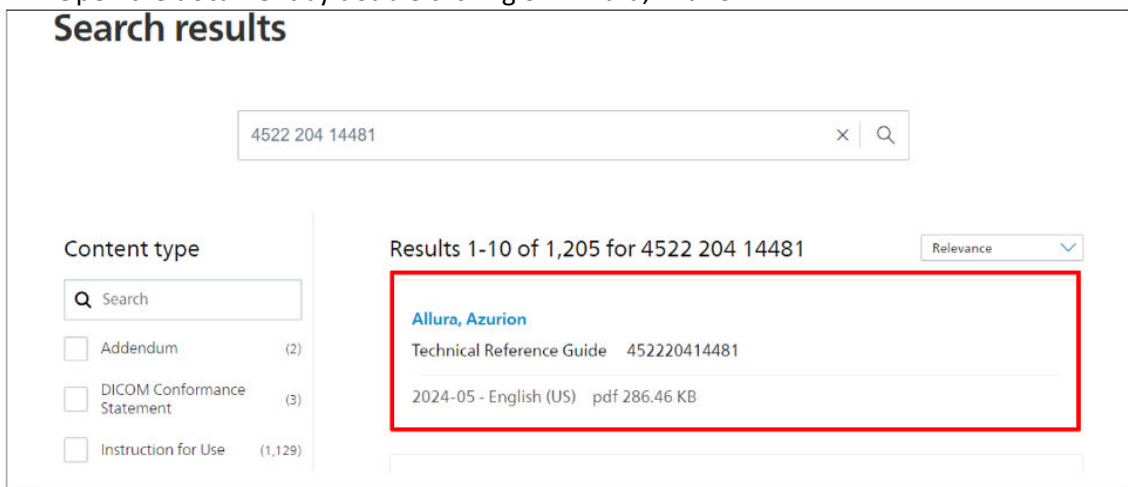 Search results
4522 204 14481
Content type
Search
Addendum (2)
DICOM Conformance
Statement (3)
Instruction for Use (1,129)
Results 1-10 of 1,205 for 4522 204 14481
Relevance
Allura, Azurion
Technical Reference Guide 452220414481
2024-05 - English (US) pdf 286.46 KB